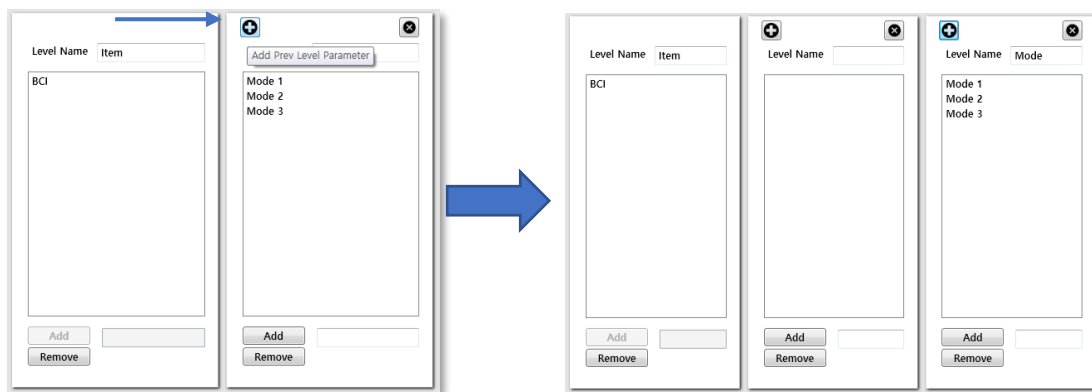 Level Name Item
BCI
Add
Remove
Add Prev Level Parameter
Mode 1
Mode 2
Mode 3
Add
Remove
Level Name Item
BCI
Add
Remove
Level Name
Add
Remove
Level Name Mode
Mode 1
Mode 2
Mode 3
Add
Remove